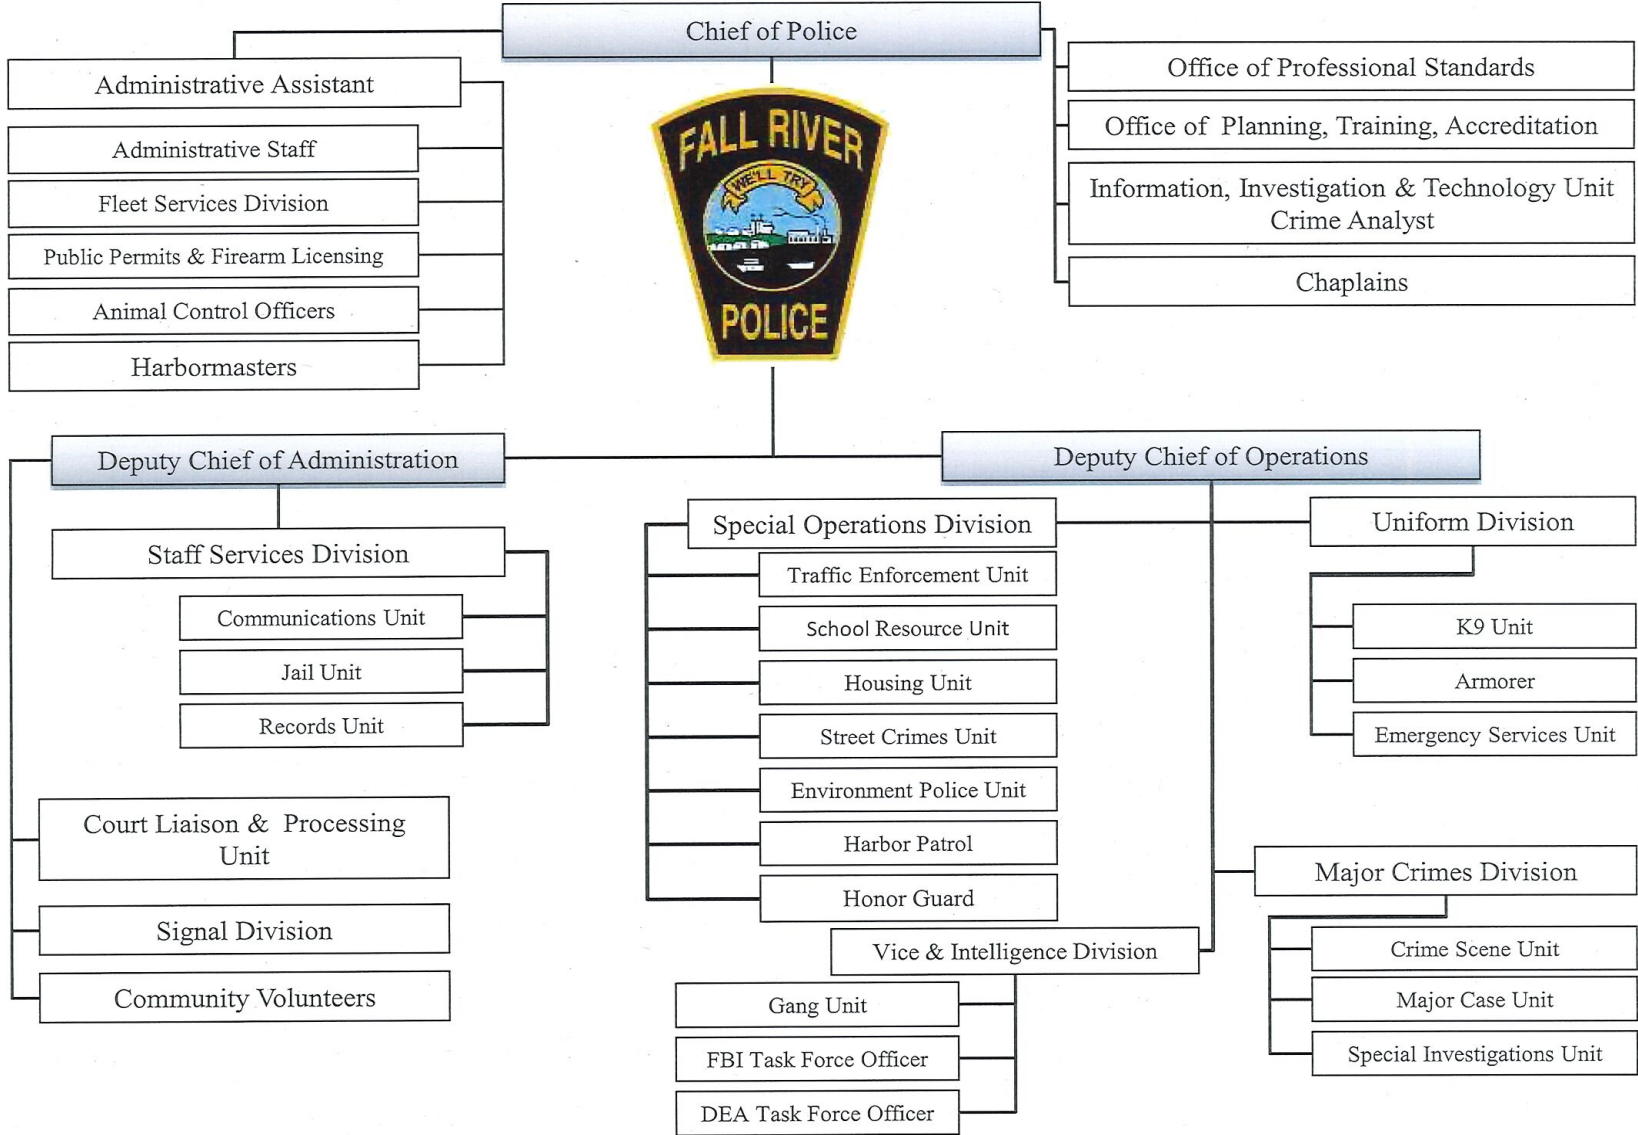 Chief of Police
Administrative Assistant
Administrative Staff
Fleet Services Division
Public Permits & Firearm Licensing
Animal Control Officers
Harbormasters
FALL RIVER
WE'LL TRY
POLICE
Office of Professional Standards
Office of Planning, Training, Accreditation
Information, Investigation & Technology Unit
Crime Analyst
Chaplains
Deputy Chief of Administration
Staff Services Division
Communications Unit
Jail Unit
Records Unit
Court Liaison & Processing
Unit
Signal Division
Community Volunteers
Deputy Chief of Operations
Special Operations Division
Traffic Enforcement Unit
School Resource Unit
Housing Unit
Street Crimes Unit
Environment Police Unit
Harbor Patrol
Honor Guard
Vice & Intelligence Division
Gang Unit
FBI Task Force Officer
DEA Task Force Officer
Uniform Division
K9 Unit
Armorer
Emergency Services Unit
Major Crimes Division
Crime Scene Unit
Major Case Unit
Special Investigations Unit